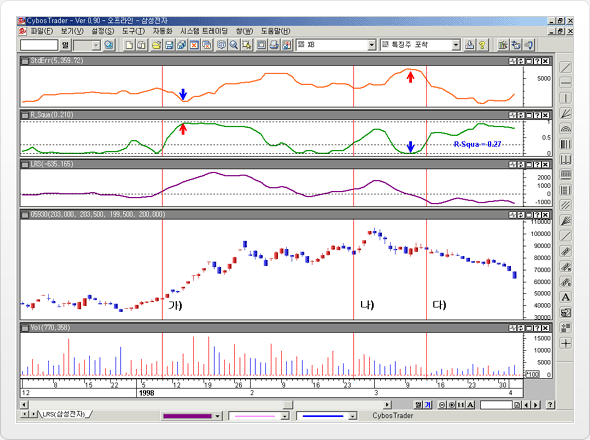 CybosTrader - Ver 0,90 - 오프라인 - 삼성전자
파일(F) 보기(V) 설정(S) 도구(T) 자동화 시스템 트레이딩 창(W) 도움말(H)
일 XB 특징주 포착
StdErr(5,359.72)
5000
R_Squa(0.210)
0.5
0
R-Squa = 0.27
LRS(-635.165)
2000
1000
0
-1000
05930(203,000, 203,500, 199,500, 200,000)
110000
100000
90000
80000
70000
60000
50000
40000
30000
가) 나) 다)
Vol(770,358)
15000
10000
5000
*100
8 15 22 5 12 19 26 9 16 23 9 16 23 30
12 1998 2 3 4
LRS(삼성전자)
CybosTrader